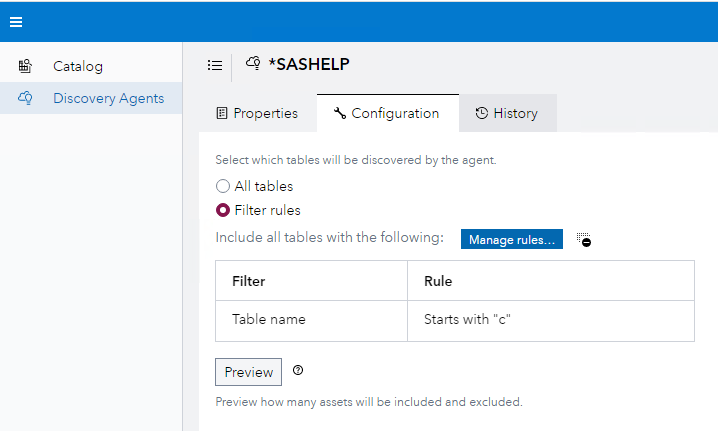 Catalog
Discovery Agents
*SASHELP
Properties
Configuration
History
Select which tables will be discovered by the agent.
All tables
Filter rules
Include all tables with the following:
Manage rules...
Filter
Rule
Table name
Starts with "c"
Preview
Preview how many assets will be included and excluded.